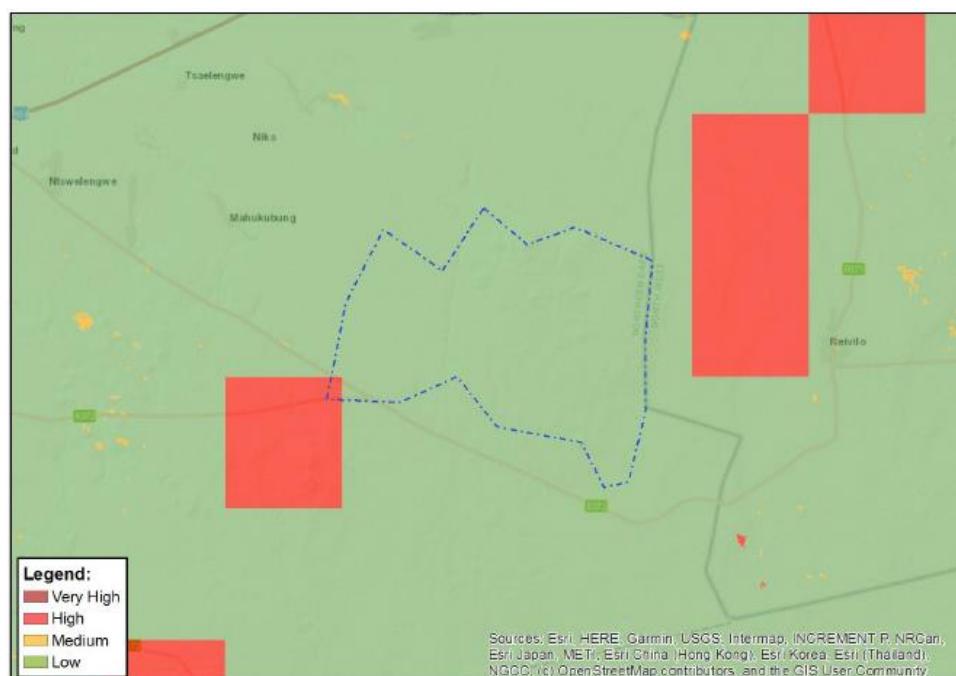 Tsaelengwe
Niks
Ntswelengwe
Mahukubung
Reivilo
Legend:
Very High
High
Medium
Low
Sources: Esri, HERE, Garmin, USGS, Intermap, INCREMENT P, NRCan,
Esri Japan, METI, Esri China (Hong Kong), Esri Korea, Esri (Thailand),
NGCC, (c) OpenStreetMap contributors, and the GIS User Community